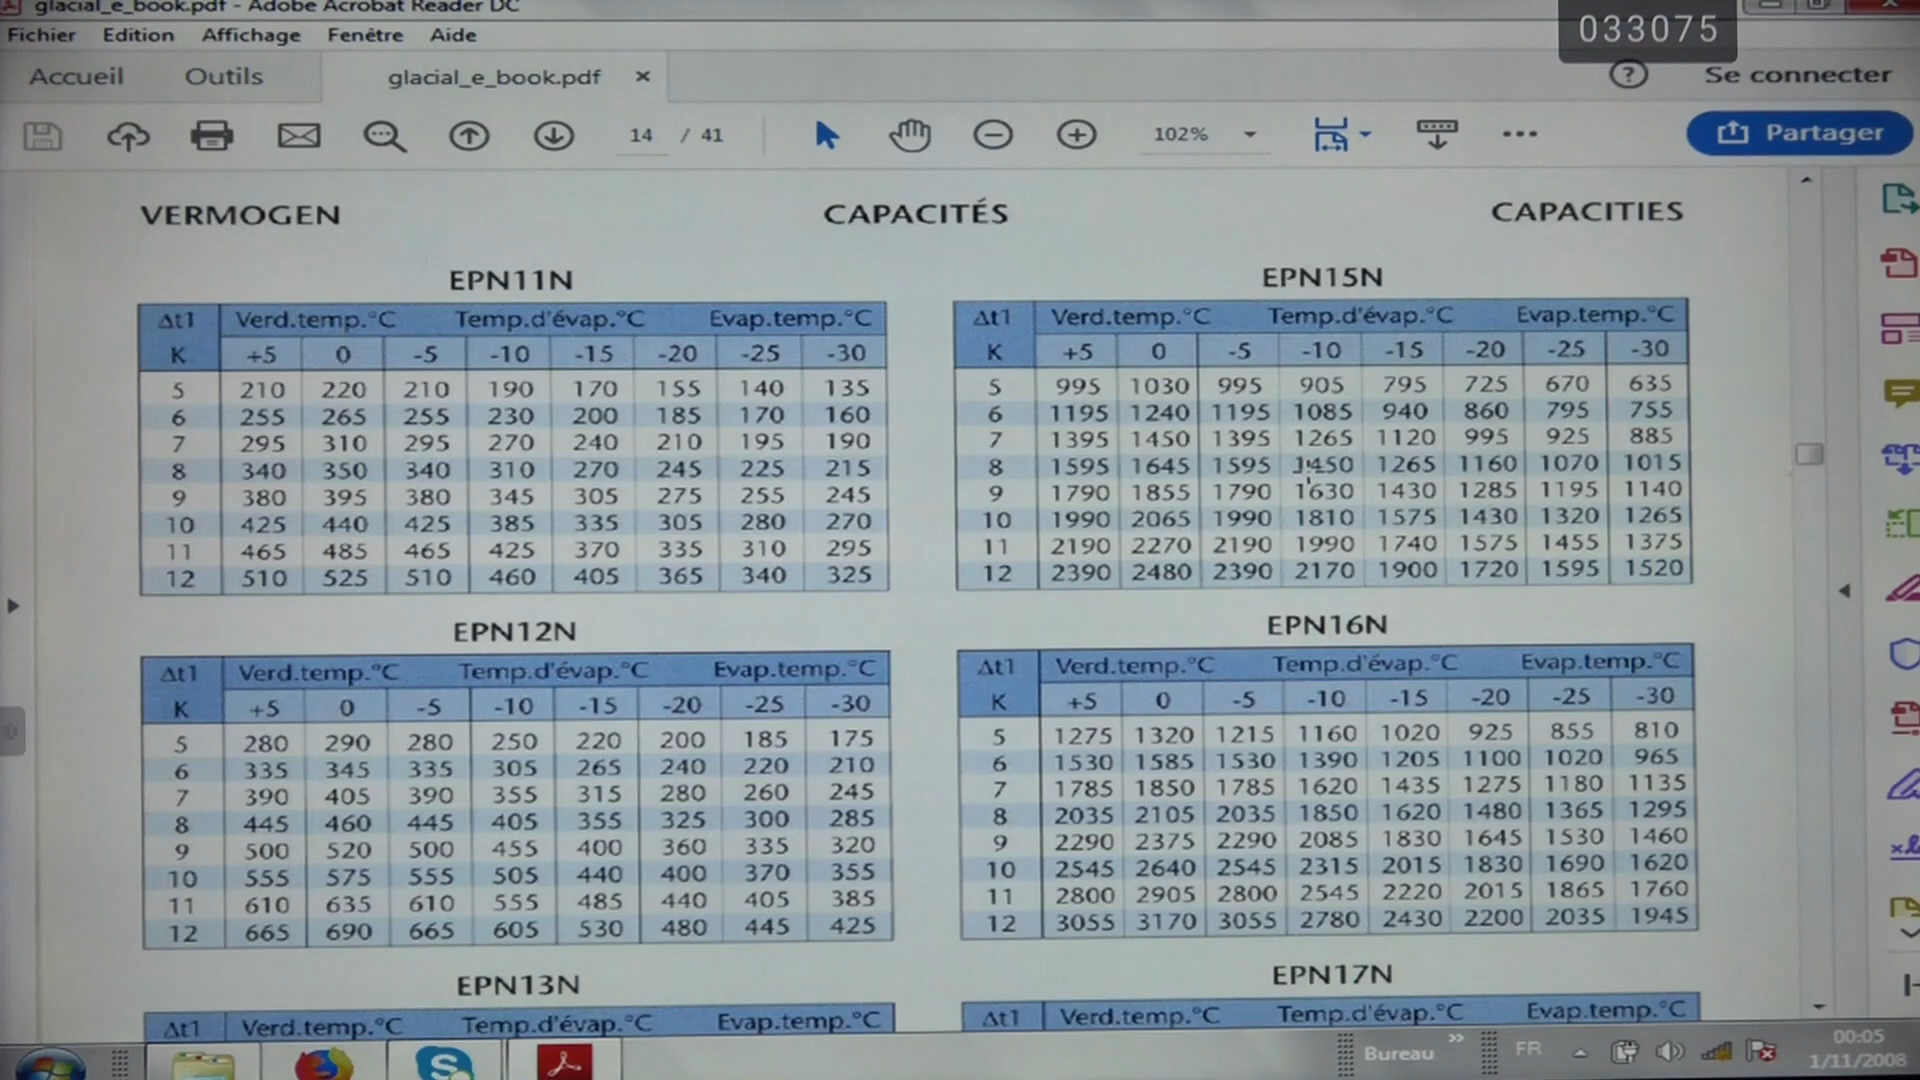 glacial_e_book.pdf - Adobe Acrobat Reader DC
033075
Fichier Edition Affichage Fenêtre Aide
Accueil Outils glacial_e_book.pdf × ? Se connecter
14 / 41 102% Partager
VERMOGEN CAPACITÉS CAPACITIES
EPN11N
Δt1 Verd.temp.°C Temp.d'évap.°C Evap.temp.°C
K +5 0 -5 -10 -15 -20 -25 -30
5 210 220 210 190 170 155 140 135
6 255 265 255 230 200 185 170 160
7 295 310 295 270 240 210 195 190
8 340 350 340 310 270 245 225 215
9 380 395 380 345 305 275 255 245
10 425 440 425 385 335 305 280 270
11 465 485 465 425 370 335 310 295
12 510 525 510 460 405 365 340 325
EPN15N
Δt1 Verd.temp.°C Temp.d'évap.°C Evap.temp.°C
K +5 0 -5 -10 -15 -20 -25 -30
5 995 1030 995 905 795 725 670 635
6 1195 1240 1195 1085 940 860 795 755
7 1395 1450 1395 1265 1120 995 925 885
8 1595 1645 1595 1450 1265 1160 1070 1015
9 1790 1855 1790 1630 1430 1285 1195 1140
10 1990 2065 1990 1810 1575 1430 1320 1265
11 2190 2270 2190 1990 1740 1575 1455 1375
12 2390 2480 2390 2170 1900 1720 1595 1520
EPN12N
Δt1 Verd.temp.°C Temp.d'évap.°C Evap.temp.°C
K +5 0 -5 -10 -15 -20 -25 -30
5 280 290 280 250 220 200 185 175
6 335 345 335 305 265 240 220 210
7 390 405 390 355 315 280 260 245
8 445 460 445 405 355 325 300 285
9 500 520 500 455 400 360 335 320
10 555 575 555 505 440 400 370 355
11 610 635 610 555 485 440 405 385
12 665 690 665 605 530 480 445 425
EPN16N
Δt1 Verd.temp.°C Temp.d'évap.°C Evap.temp.°C
K +5 0 -5 -10 -15 -20 -25 -30
5 1275 1320 1215 1160 1020 925 855 810
6 1530 1585 1530 1390 1205 1100 1020 965
7 1785 1850 1785 1620 1435 1275 1180 1135
8 2035 2105 2035 1850 1620 1480 1365 1295
9 2290 2375 2290 2085 1830 1645 1530 1460
10 2545 2640 2545 2315 2015 1830 1690 1620
11 2800 2905 2800 2545 2220 2015 1865 1760
12 3055 3170 3055 2780 2430 2200 2035 1945
EPN13N
Δt1 Verd.temp.°C Temp.d'évap.°C Evap.temp.°C
EPN17N
Δt1 Verd.temp.°C Temp.d'évap.°C Evap.temp.°C
Bureau » FR 00:05
1/11/2008